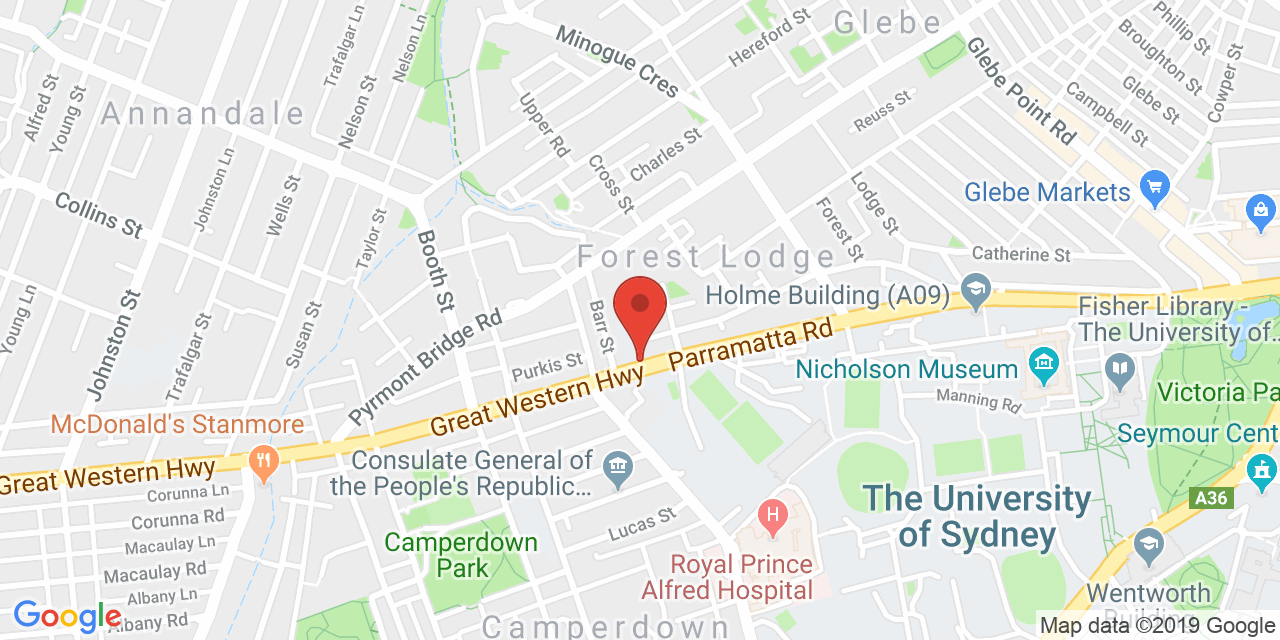 Glebe
Minogue Cres
Hereford St
Phillip St
Broughton St
Cowper St
Glebe St
Campbell St
Glebe Point Rd
Trafalgar Ln
Nelson Ln
Nelson St
Alfred St
Young St
Annandale
Upper Rd
Cross St
Charles St
Reuss St
Glebe Markets
Johnston Ln
Wells St
Collins St
Taylor St
Booth St
Lodge St
Forest St
Catherine St
Forest Lodge
Young Ln
Johnston St
Trafalgar St
Susan St
Pyrmont Bridge Rd
Barr St
Purkis St
Holme Building (A09)
Fisher Library -
The University of...
Parramatta Rd
Great Western Hwy
Nicholson Museum
Manning Rd
Victoria Pa
Seymour Cent
McDonald's Stanmore
Great Western Hwy
Consulate General of
the People's Republic...
Corunna Ln
Corunna Rd
Macaulay Ln
Macaulay Rd
Albany Ln
Albany Rd
Lucas St
H
The University
of Sydney
A36
Camperdown
Park
Royal Prince
Alfred Hospital
Wentworth
Camperdown
Google
Map data ©2019 Google